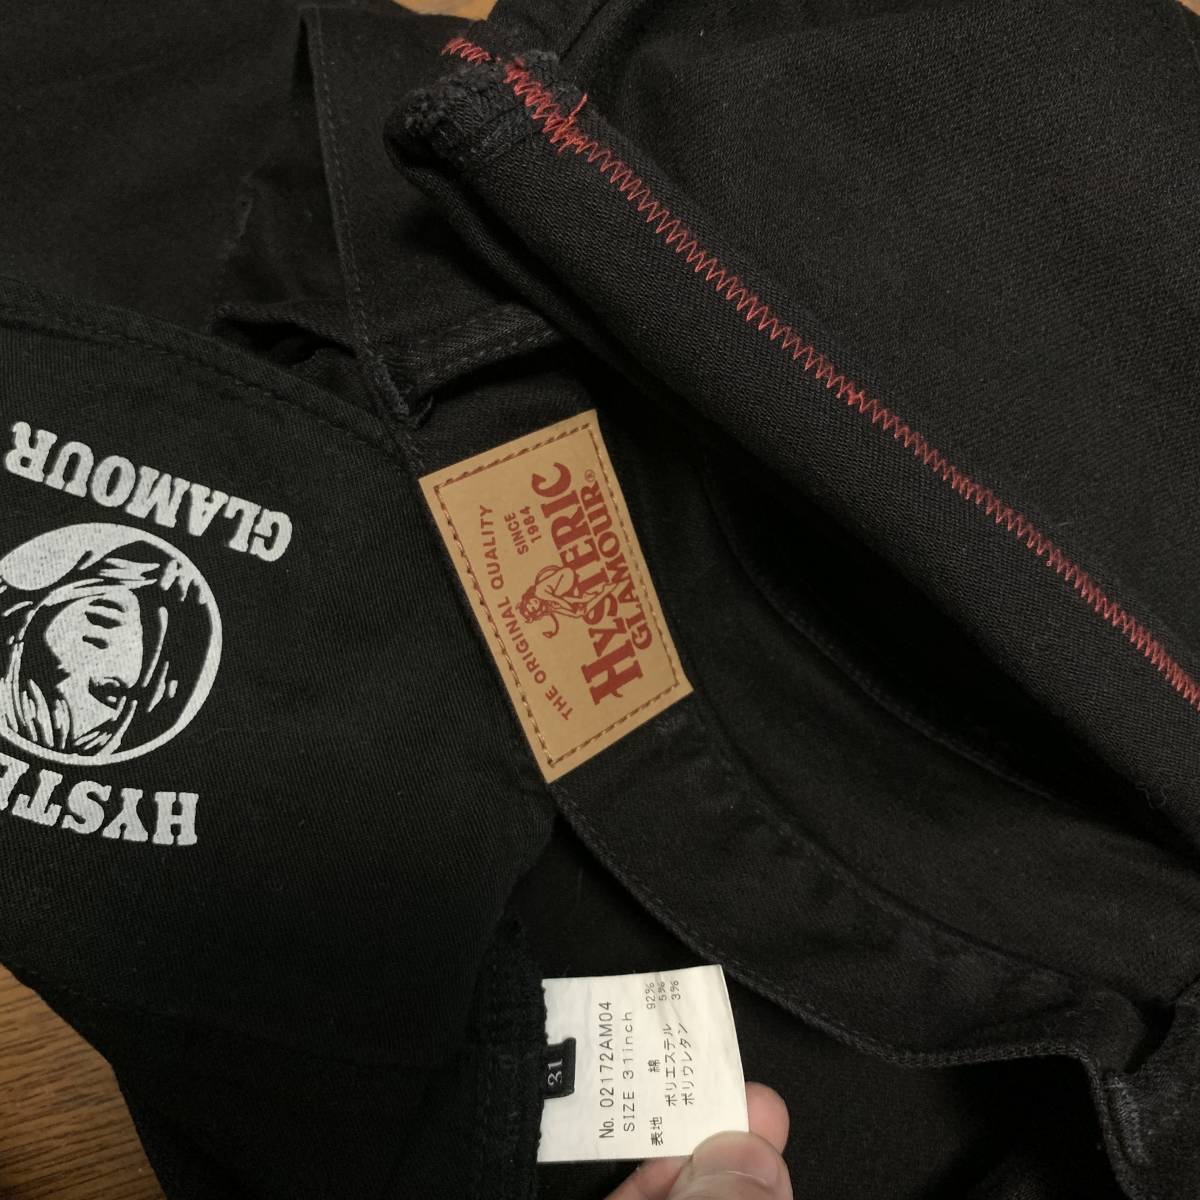 GLAMOUR
HYSTE
THE ORIGINAL QUALITY
SINCE
1984
HYSTERIC
GLAMOUR®
31
No. 02172AM04
SIZE 31inch
表地 綿 92%
ポリエステル 5%
ポリウレタン 3%